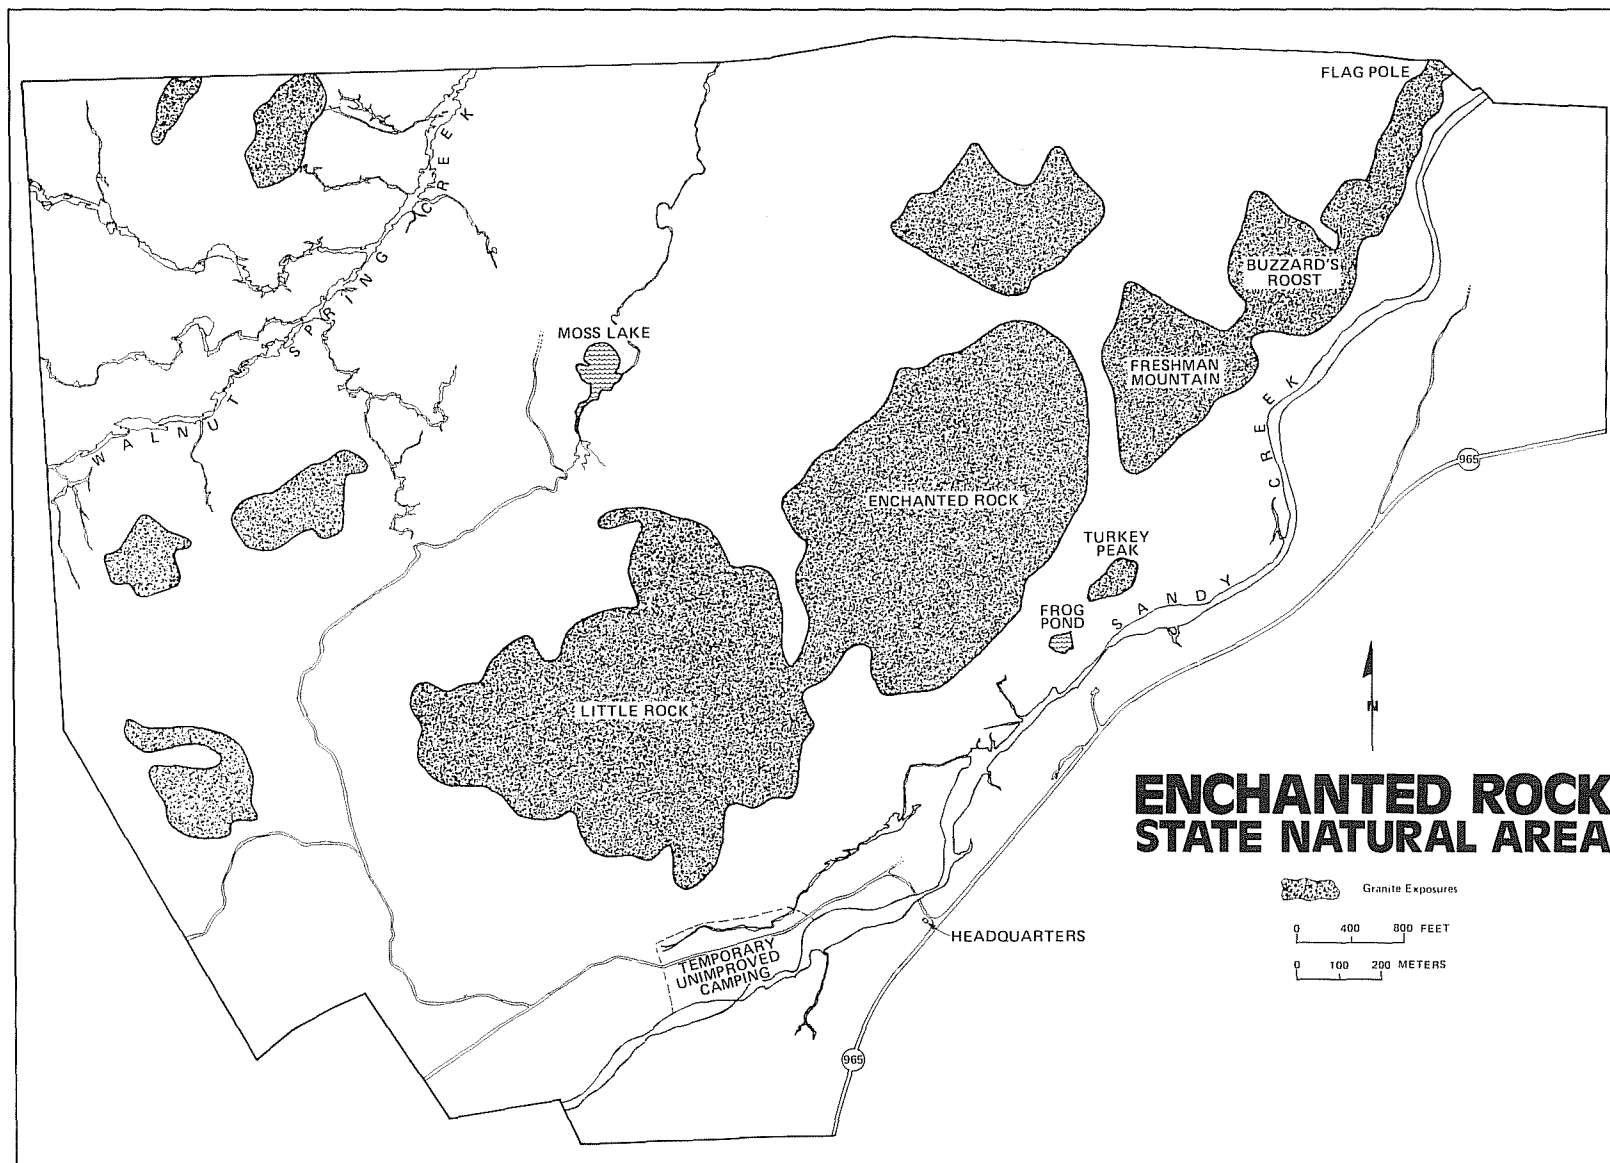 FLAG POLE
WALNUT SPRING CREEK
BUZZARD'S
ROOST
MOSS LAKE
FRESHMAN
MOUNTAIN
965
ENCHANTED ROCK
TURKEY
PEAK
FROG
POND
SANDY CREEK
LITTLE ROCK
N
ENCHANTED ROCK
STATE NATURAL AREA
Granite Exposures
0 400 800 FEET
0 100 200 METERS
HEADQUARTERS
TEMPORARY
UNIMPROVED
CAMPING
965